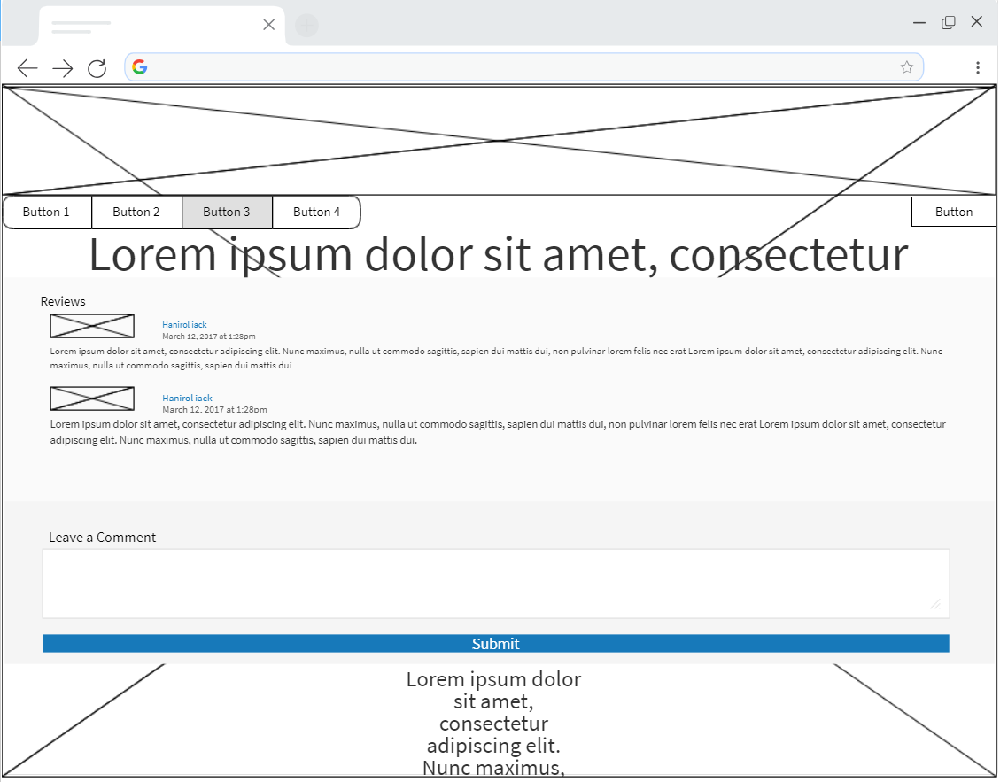 Button 1 Button 2 Button 3 Button 4 Button
Lorem ipsum dolor sit amet, consectetur
Reviews
Hanirol iack
March 12, 2017 at 1:28pm
Lorem ipsum dolor sit amet, consectetur adipiscing elit. Nunc maximus, nulla ut commodo sagittis, sapien dui mattis dui, non pulvinar lorem felis nec erat Lorem ipsum dolor sit amet, consectetur adipiscing elit. Nunc
maximus, nulla ut commodo sagittis, sapien dui mattis dui.
Hanirol iack
March 12, 2017 at 1:28pm
Lorem ipsum dolor sit amet, consectetur adipiscing elit. Nunc maximus, nulla ut commodo sagittis, sapien dui mattis dui, non pulvinar lorem felis nec erat Lorem ipsum dolor sit amet, consectetur
adipiscing elit. Nunc maximus, nulla ut commodo sagittis, sapien dui mattis dui.
Leave a Comment
Submit
Lorem ipsum dolor
sit amet,
consectetur
adipiscing elit.
Nunc maximus,